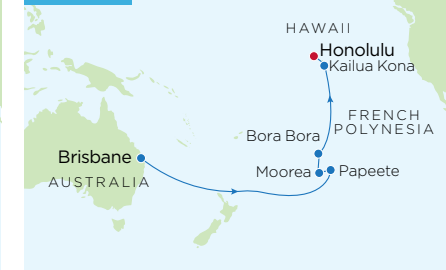 HAWAII
Honolulu
Kailua Kona
FRENCH
POLYNESIA
Bora Bora
Brisbane
Moorea
Papeete
AUSTRALIA